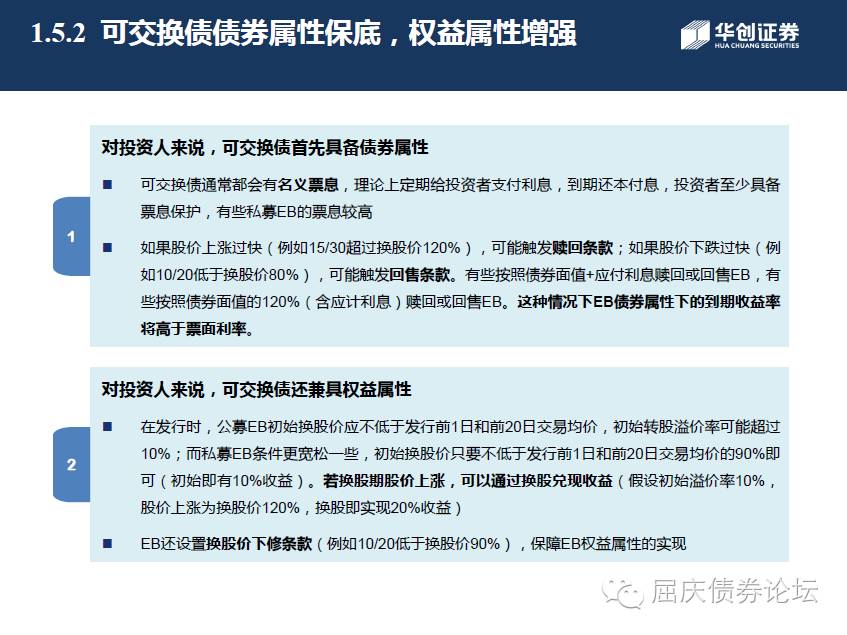 1.5.2 可交换债债券属性保底，权益属性增强
华创证券
HUA CHUANG SECURITIES
对投资人来说，可交换债首先具备债券属性
1
■ 可交换债通常都会有名义票息，理论上定期给投资者支付利息，到期还本付息，投资者至少具备
票息保护，有些私募EB的票息较高
■ 如果股价上涨过快（例如15/30超过换股价120%），可能触发赎回条款；如果股价下跌过快（例
如10/20低于换股价80%），可能触发回售条款。有些按照债券面值+应付利息赎回或回售EB，有
些按照债券面值的120%（含应计利息）赎回或回售EB。这种情况下EB债券属性下的到期收益率
将高于票面利率。
对投资人来说，可交换债还兼具权益属性
2
■ 在发行时，公募EB初始换股价应不低于发行前1日和前20日交易均价，初始转股溢价率可能超过
10%；而私募EB条件更宽松一些，初始换股价只要不低于发行前1日和前20日交易均价的90%即
可（初始即有10%收益）。若换股期股价上涨，可以通过换股兑现收益（假设初始溢价率10%，
股价上涨为换股价120%，换股即实现20%收益）
■ EB还设置换股价下修条款（例如10/20低于换股价90%），保障EB权益属性的实现
屈庆债券论坛